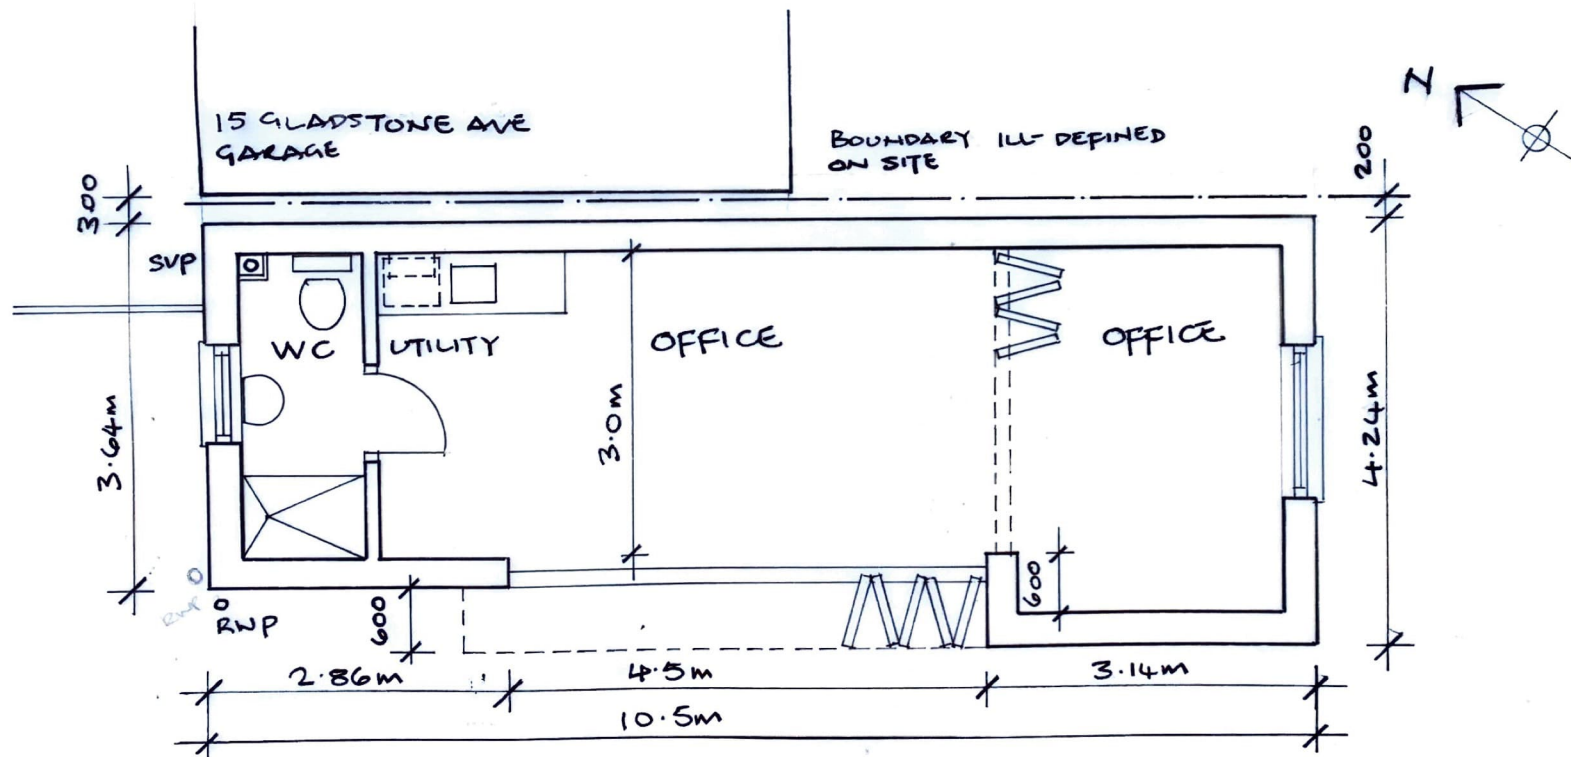 15 GLADSTONE AVE
GARAGE
BOUNDARY ILL-DEFINED
ON SITE
N
200
300
SVP
WC
UTILITY
OFFICE
OFFICE
3.64m
3.0m
4.24m
600
600
RWP
RWP
2.86m
4.5m
3.14m
10.5m